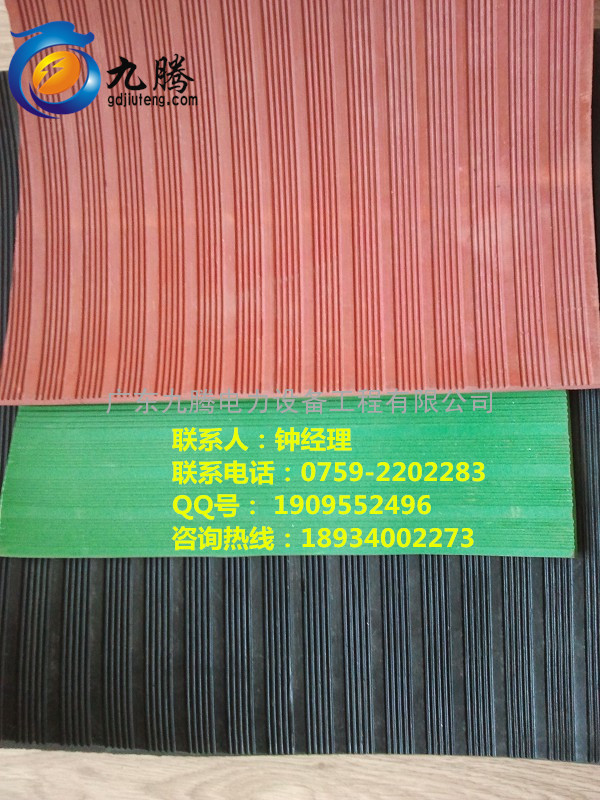 九腾
gdjiuteng.com
广东九腾电力设备工程有限公司
联系人：钟经理
联系电话：0759-2202283
QQ号： 1909552496
咨询热线：18934002273